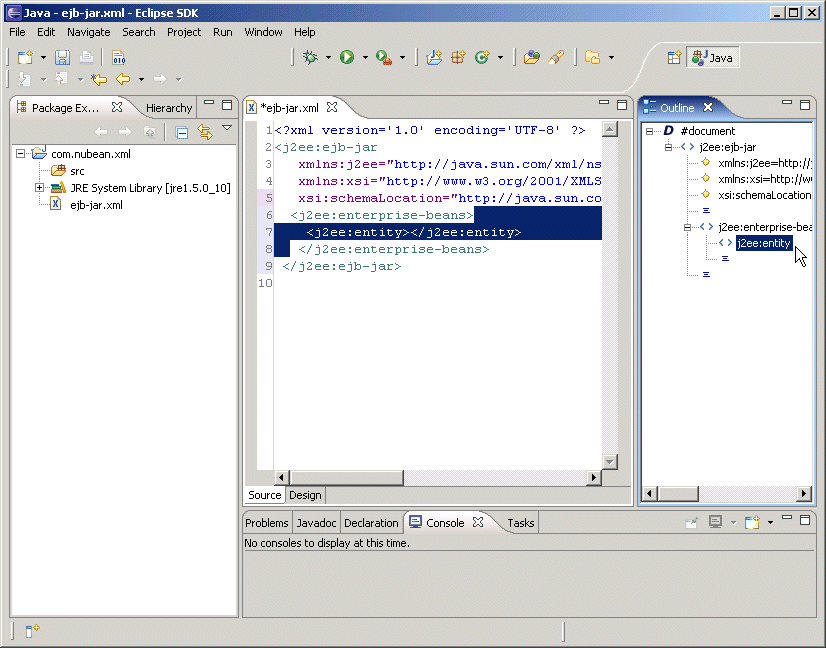 Java - ejb-jar.xml - Eclipse SDK
File Edit Navigate Search Project Run Window Help
010
Java
Package Ex...
Hierarchy
com.nubean.xml
src
JRE System Library [jre1.5.0_10]
ejb-jar.xml
*ejb-jar.xml
1 <?xml version='1.0' encoding='UTF-8' ?>
2 <j2ee:ejb-jar
3 xmlns:j2ee="http://java.sun.com/xml/ns
4 xmlns:xsi="http://www.w3.org/2001/XMLS
5 xsi:schemaLocation="http://java.sun.co
6 <j2ee:enterprise-beans>
7 <j2ee:entity></j2ee:entity>
8 </j2ee:enterprise-beans>
9 </j2ee:ejb-jar>
10
Source Design
Outline
D #document
j2ee:ejb-jar
xmlns:j2ee=http://
xmlns:xsi=http://w
xsi:schemaLocation
j2ee:enterprise-bea
j2ee:entity
Problems Javadoc Declaration Console Tasks
No consoles to display at this time.